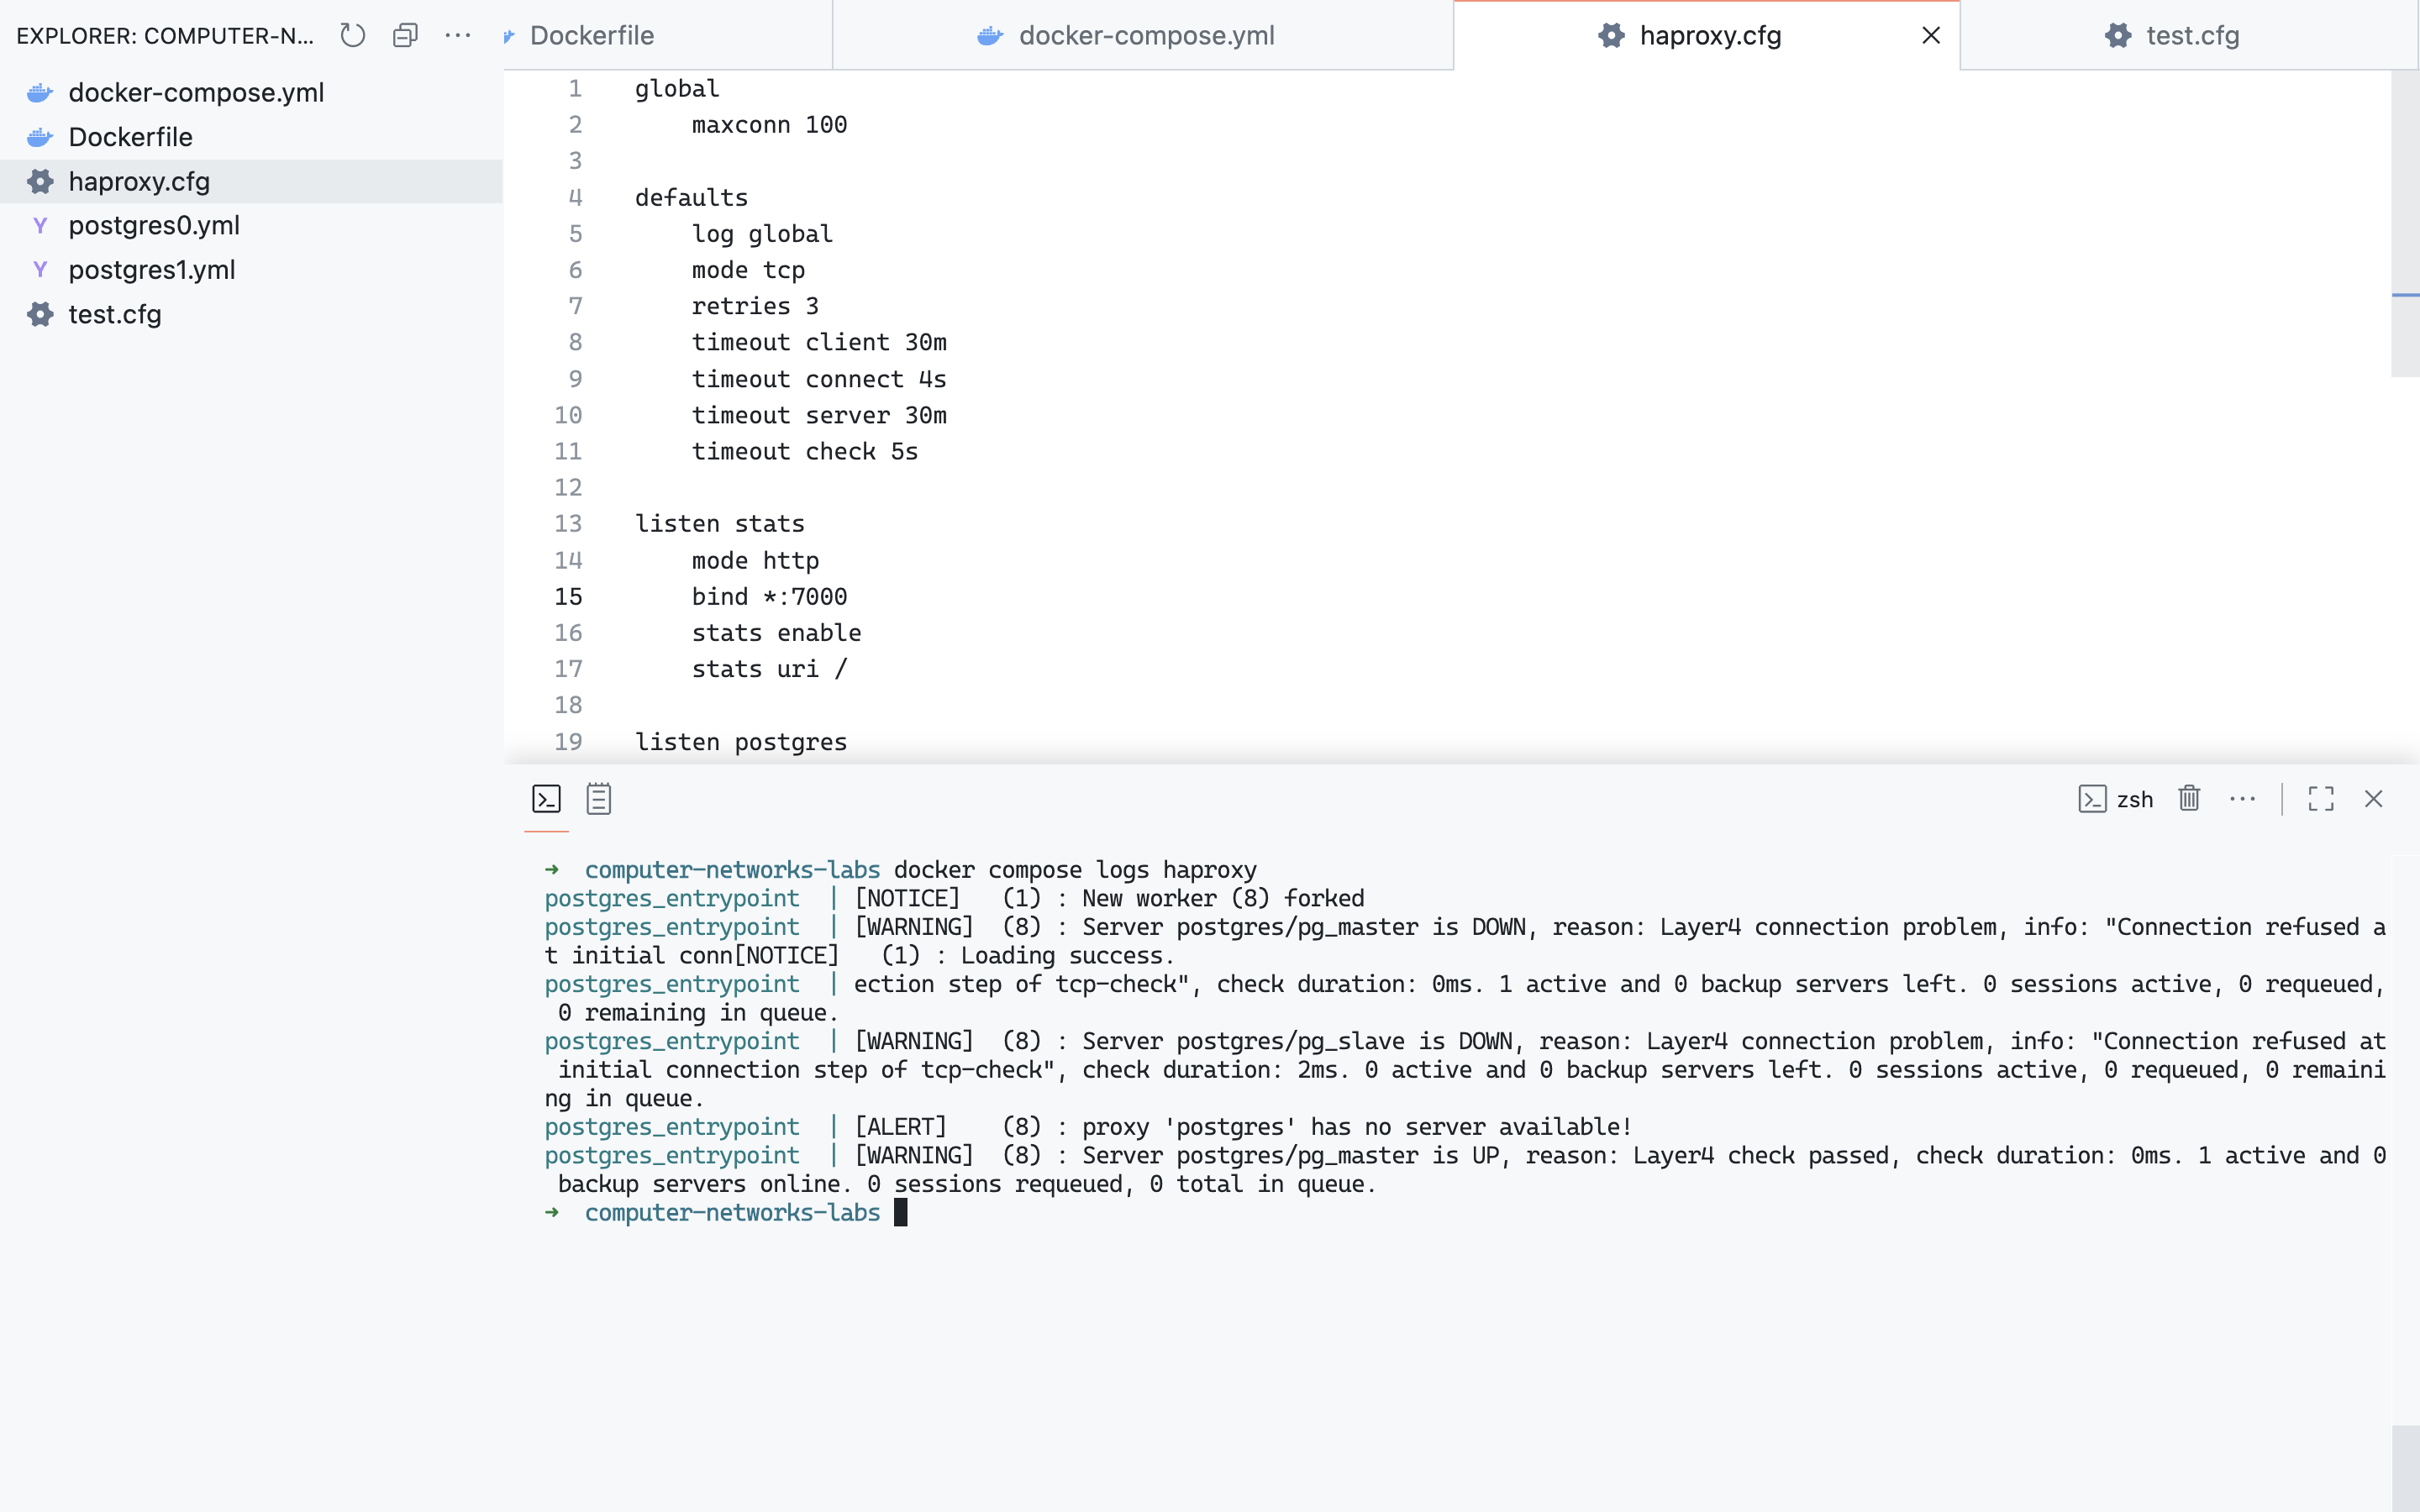 EXPLORER: COMPUTER-N...
docker-compose.yml
Dockerfile
haproxy.cfg
Y postgres0.yml
Y postgres1.yml
test.cfg
Dockerfile
docker-compose.yml
haproxy.cfg
test.cfg
1 global
2     maxconn 100
3
4 defaults
5     log global
6     mode tcp
7     retries 3
8     timeout client 30m
9     timeout connect 4s
10     timeout server 30m
11     timeout check 5s
12
13 listen stats
14     mode http
15     bind *:7000
16     stats enable
17     stats uri /
18
19 listen postgres
zsh
➜  computer-networks-labs docker compose logs haproxy
postgres_entrypoint  | [NOTICE]   (1) : New worker (8) forked
postgres_entrypoint  | [WARNING]  (8) : Server postgres/pg_master is DOWN, reason: Layer4 connection problem, info: "Connection refused a
t initial conn[NOTICE]   (1) : Loading success.
postgres_entrypoint  | ection step of tcp-check", check duration: 0ms. 1 active and 0 backup servers left. 0 sessions active, 0 requeued,
 0 remaining in queue.
postgres_entrypoint  | [WARNING]  (8) : Server postgres/pg_slave is DOWN, reason: Layer4 connection problem, info: "Connection refused at
 initial connection step of tcp-check", check duration: 2ms. 0 active and 0 backup servers left. 0 sessions active, 0 requeued, 0 remaini
ng in queue.
postgres_entrypoint  | [ALERT]    (8) : proxy 'postgres' has no server available!
postgres_entrypoint  | [WARNING]  (8) : Server postgres/pg_master is UP, reason: Layer4 check passed, check duration: 0ms. 1 active and 0
 backup servers online. 0 sessions requeued, 0 total in queue.
➜  computer-networks-labs